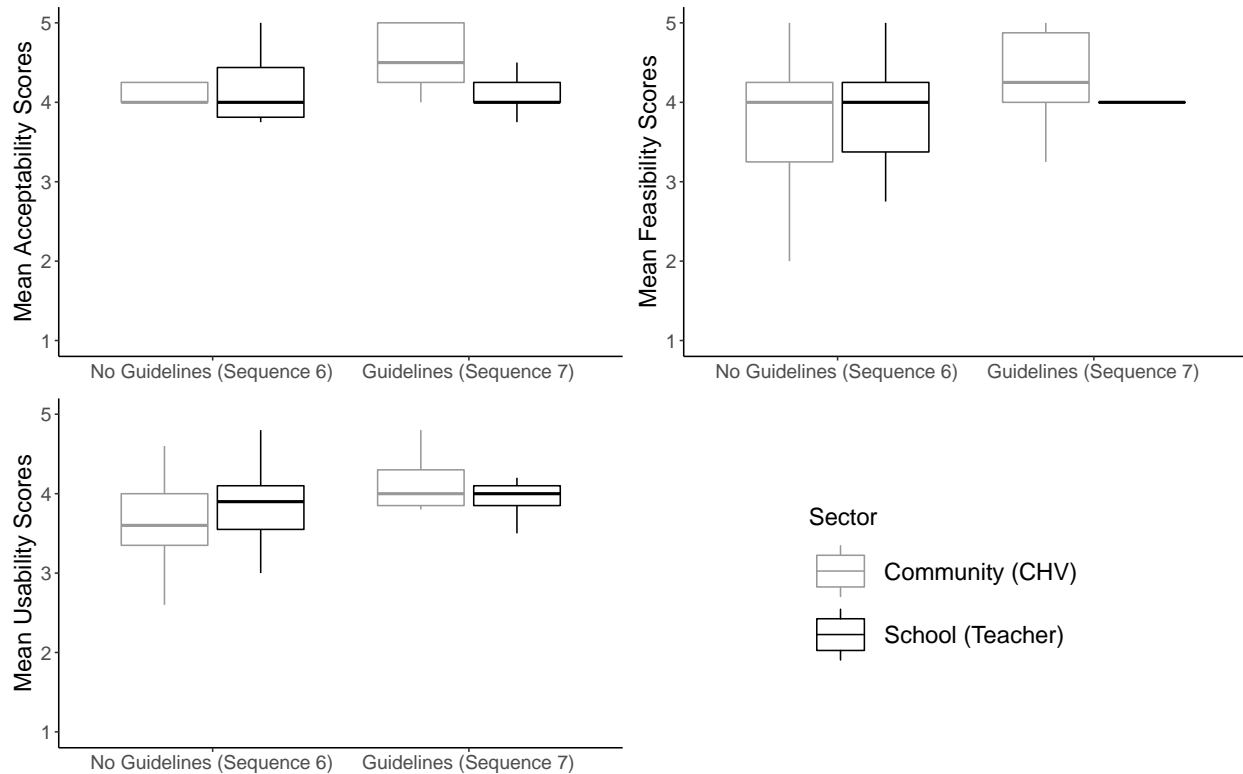 Mean Acceptability Scores
5
4
3
2
1
No Guidelines (Sequence 6)
Guidelines (Sequence 7)
Mean Feasibility Scores
5
4
3
2
1
No Guidelines (Sequence 6)
Guidelines (Sequence 7)
Mean Usability Scores
5
4
3
2
1
No Guidelines (Sequence 6)
Guidelines (Sequence 7)
Sector
Community (CHV)
School (Teacher)